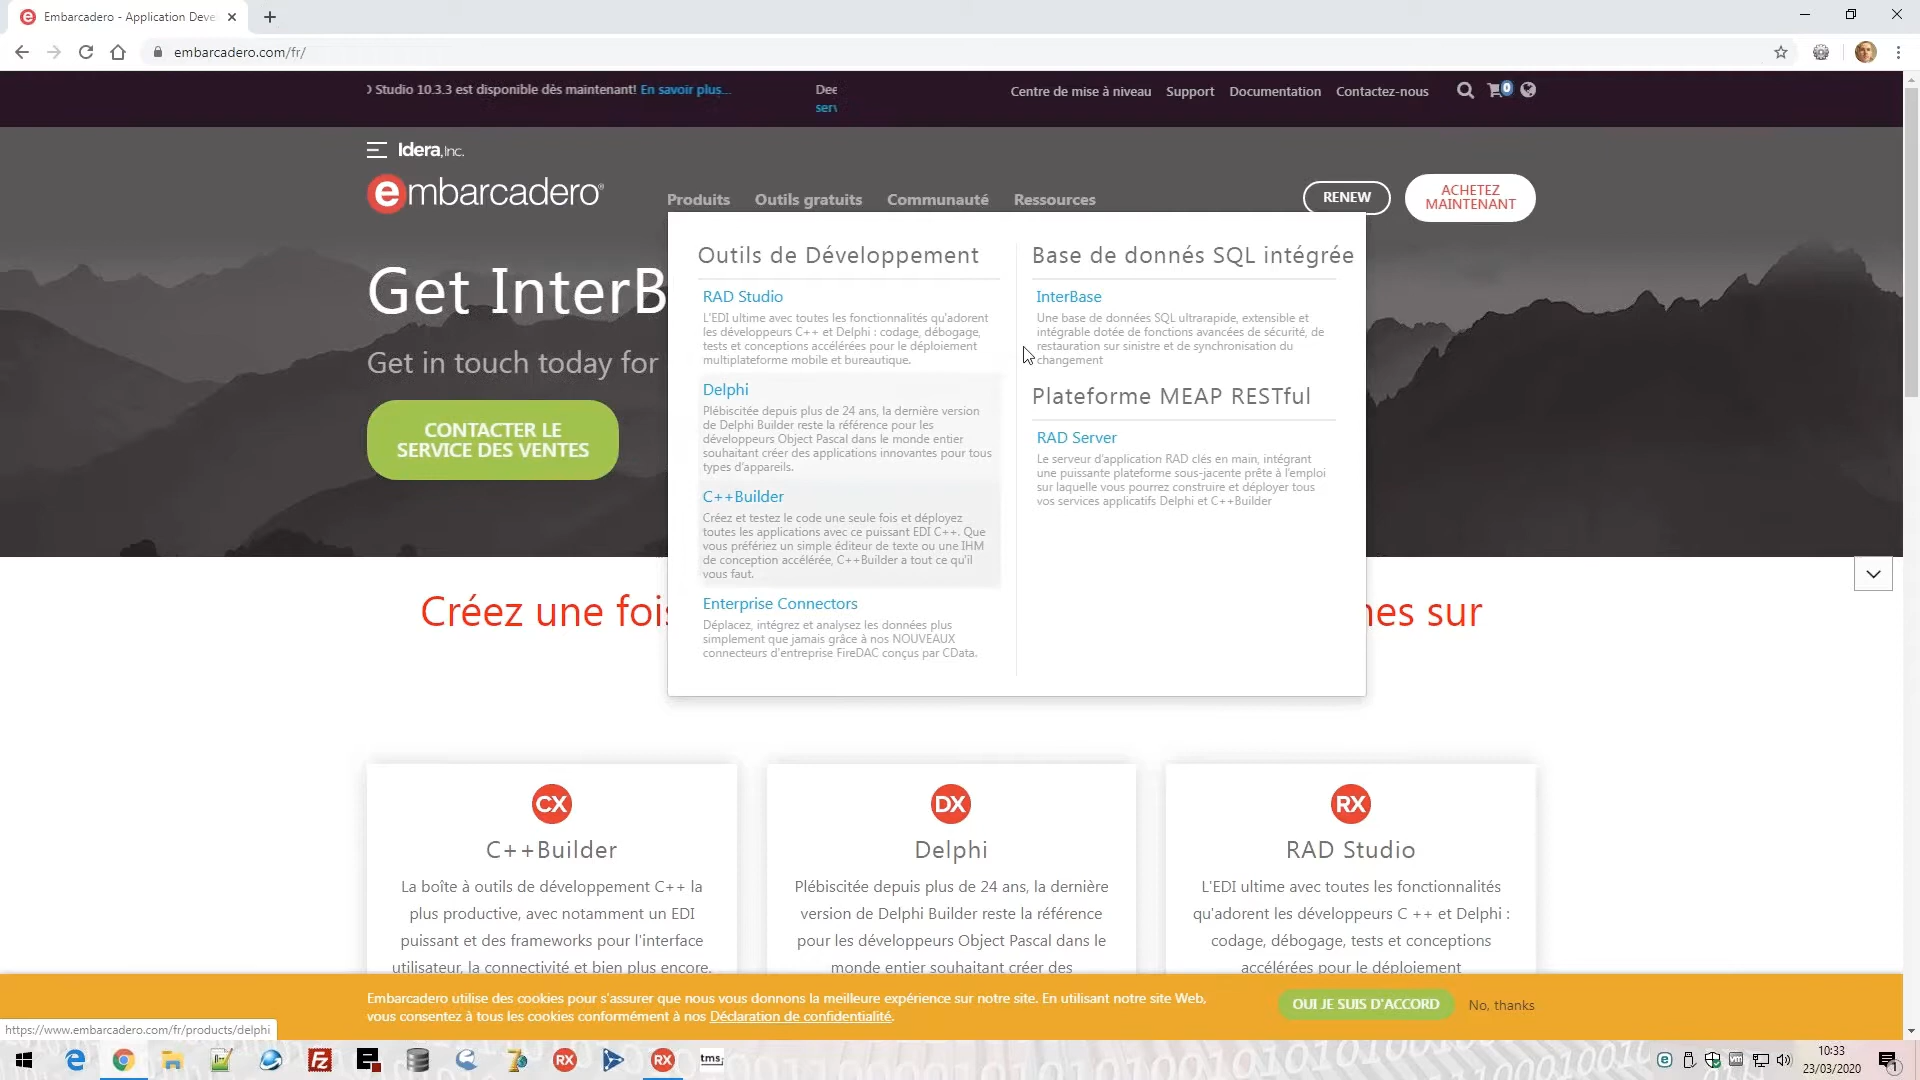 Embarcadero - Application Deve
embarcadero.com/fr/
Studio 10.3.3 est disponible dès maintenant! En savoir plus...
Dee
serv
Centre de mise à niveau Support Documentation Contactez-nous
0
Idera, Inc.
embarcadero®
Produits Outils gratuits Communauté Ressources
RENEW
ACHETEZ
MAINTENANT
Get InterB
Get in touch today for
CONTACTER LE
SERVICE DES VENTES
Outils de Développement
RAD Studio
L'EDI ultime avec toutes les fonctionnalités qu'adorent
les développeurs C++ et Delphi : codage, débogage,
tests et conceptions accélérées pour le déploiement
multiplateforme mobile et bureautique.
Delphi
Plébiscitée depuis plus de 24 ans, la dernière version
de Delphi Builder reste la référence pour les
développeurs Object Pascal dans le monde entier
souhaitant créer des applications innovantes pour tous
types d'appareils.
C++Builder
Créez et testez le code une seule fois et déployez
toutes les applications avec ce puissant EDI C++. Que
vous préfériez un simple éditeur de texte ou une IHM
de conception accélérée, C++Builder a tout ce qu'il
vous faut.
Enterprise Connectors
Déplacez, intégrez et analysez les données plus
simplement que jamais grâce à nos NOUVEAUX
connecteurs d'entreprise FireDAC conçus par CData.
Base de donnés SQL intégrée
InterBase
Une base de données SQL ultrarapide, extensible et
intégrable dotée de fonctions avancées de sécurité, de
restauration sur sinistre et de synchronisation du
changement
Plateforme MEAP RESTful
RAD Server
Le serveur d'application RAD clés en main, intégrant
une puissante plateforme sous-jacente prête à l'emploi
sur laquelle vous pourrez construire et déployer tous
vos services applicatifs Delphi et C++Builder
Créez une fois
nes sur
CX
C++Builder
La boîte à outils de développement C++ la
plus productive, avec notamment un EDI
puissant et des frameworks pour l'interface
utilisateur, la connectivité et bien plus encore.
DX
Delphi
Plébiscitée depuis plus de 24 ans, la dernière
version de Delphi Builder reste la référence
pour les développeurs Object Pascal dans le
monde entier souhaitant créer des
RX
RAD Studio
L'EDI ultime avec toutes les fonctionnalités
qu'adorent les développeurs C ++ et Delphi :
codage, débogage, tests et conceptions
accélérées pour le déploiement
Embarcadero utilise des cookies pour s'assurer que nous vous donnons la meilleure expérience sur notre site. En utilisant notre site Web,
vous consentez à tous les cookies conformément à nos Déclaration de confidentialité.
OUI JE SUIS D'ACCORD
No, thanks
https://www.embarcadero.com/fr/products/delphi
RX
RX
tms
10:33
23/03/2020
1